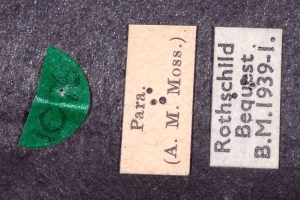 Para.
(A. M. Moss.)
Rothschild
Bequest
B.M.1939-1.